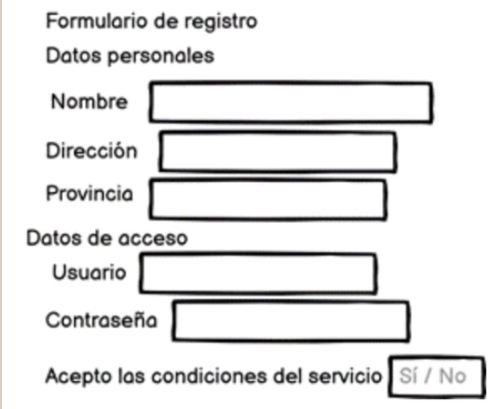 Formulario de registro
Datos personales
Nombre
Dirección
Provincia
Datos de acceso
Usuario
Contraseña
Acepto las condiciones del servicio Sí / No